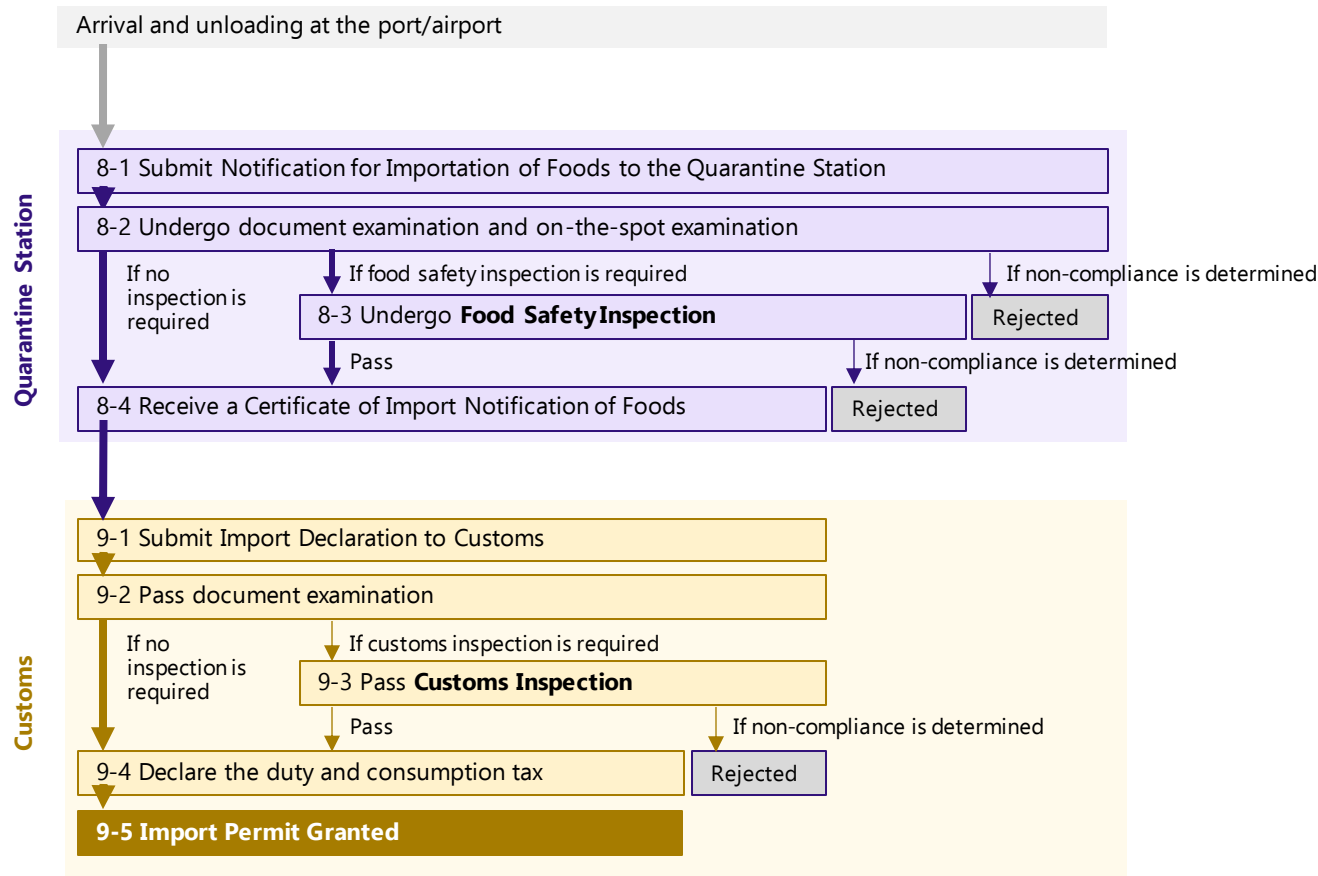 Arrival and unloading at the port/airport
Quarantine Station
8-1 Submit Notification for Importation of Foods to the Quarantine Station
8-2 Undergo document examination and on-the-spot examination
If no
inspection is
required
If food safety inspection is required
If non-compliance is determined
8-3 Undergo Food Safety Inspection
Rejected
Pass
If non-compliance is determined
8-4 Receive a Certificate of Import Notification of Foods
Rejected
Customs
9-1 Submit Import Declaration to Customs
9-2 Pass document examination
If no
inspection is
required
If customs inspection is required
9-3 Pass Customs Inspection
Pass
If non-compliance is determined
9-4 Declare the duty and consumption tax
Rejected
9-5 Import Permit Granted